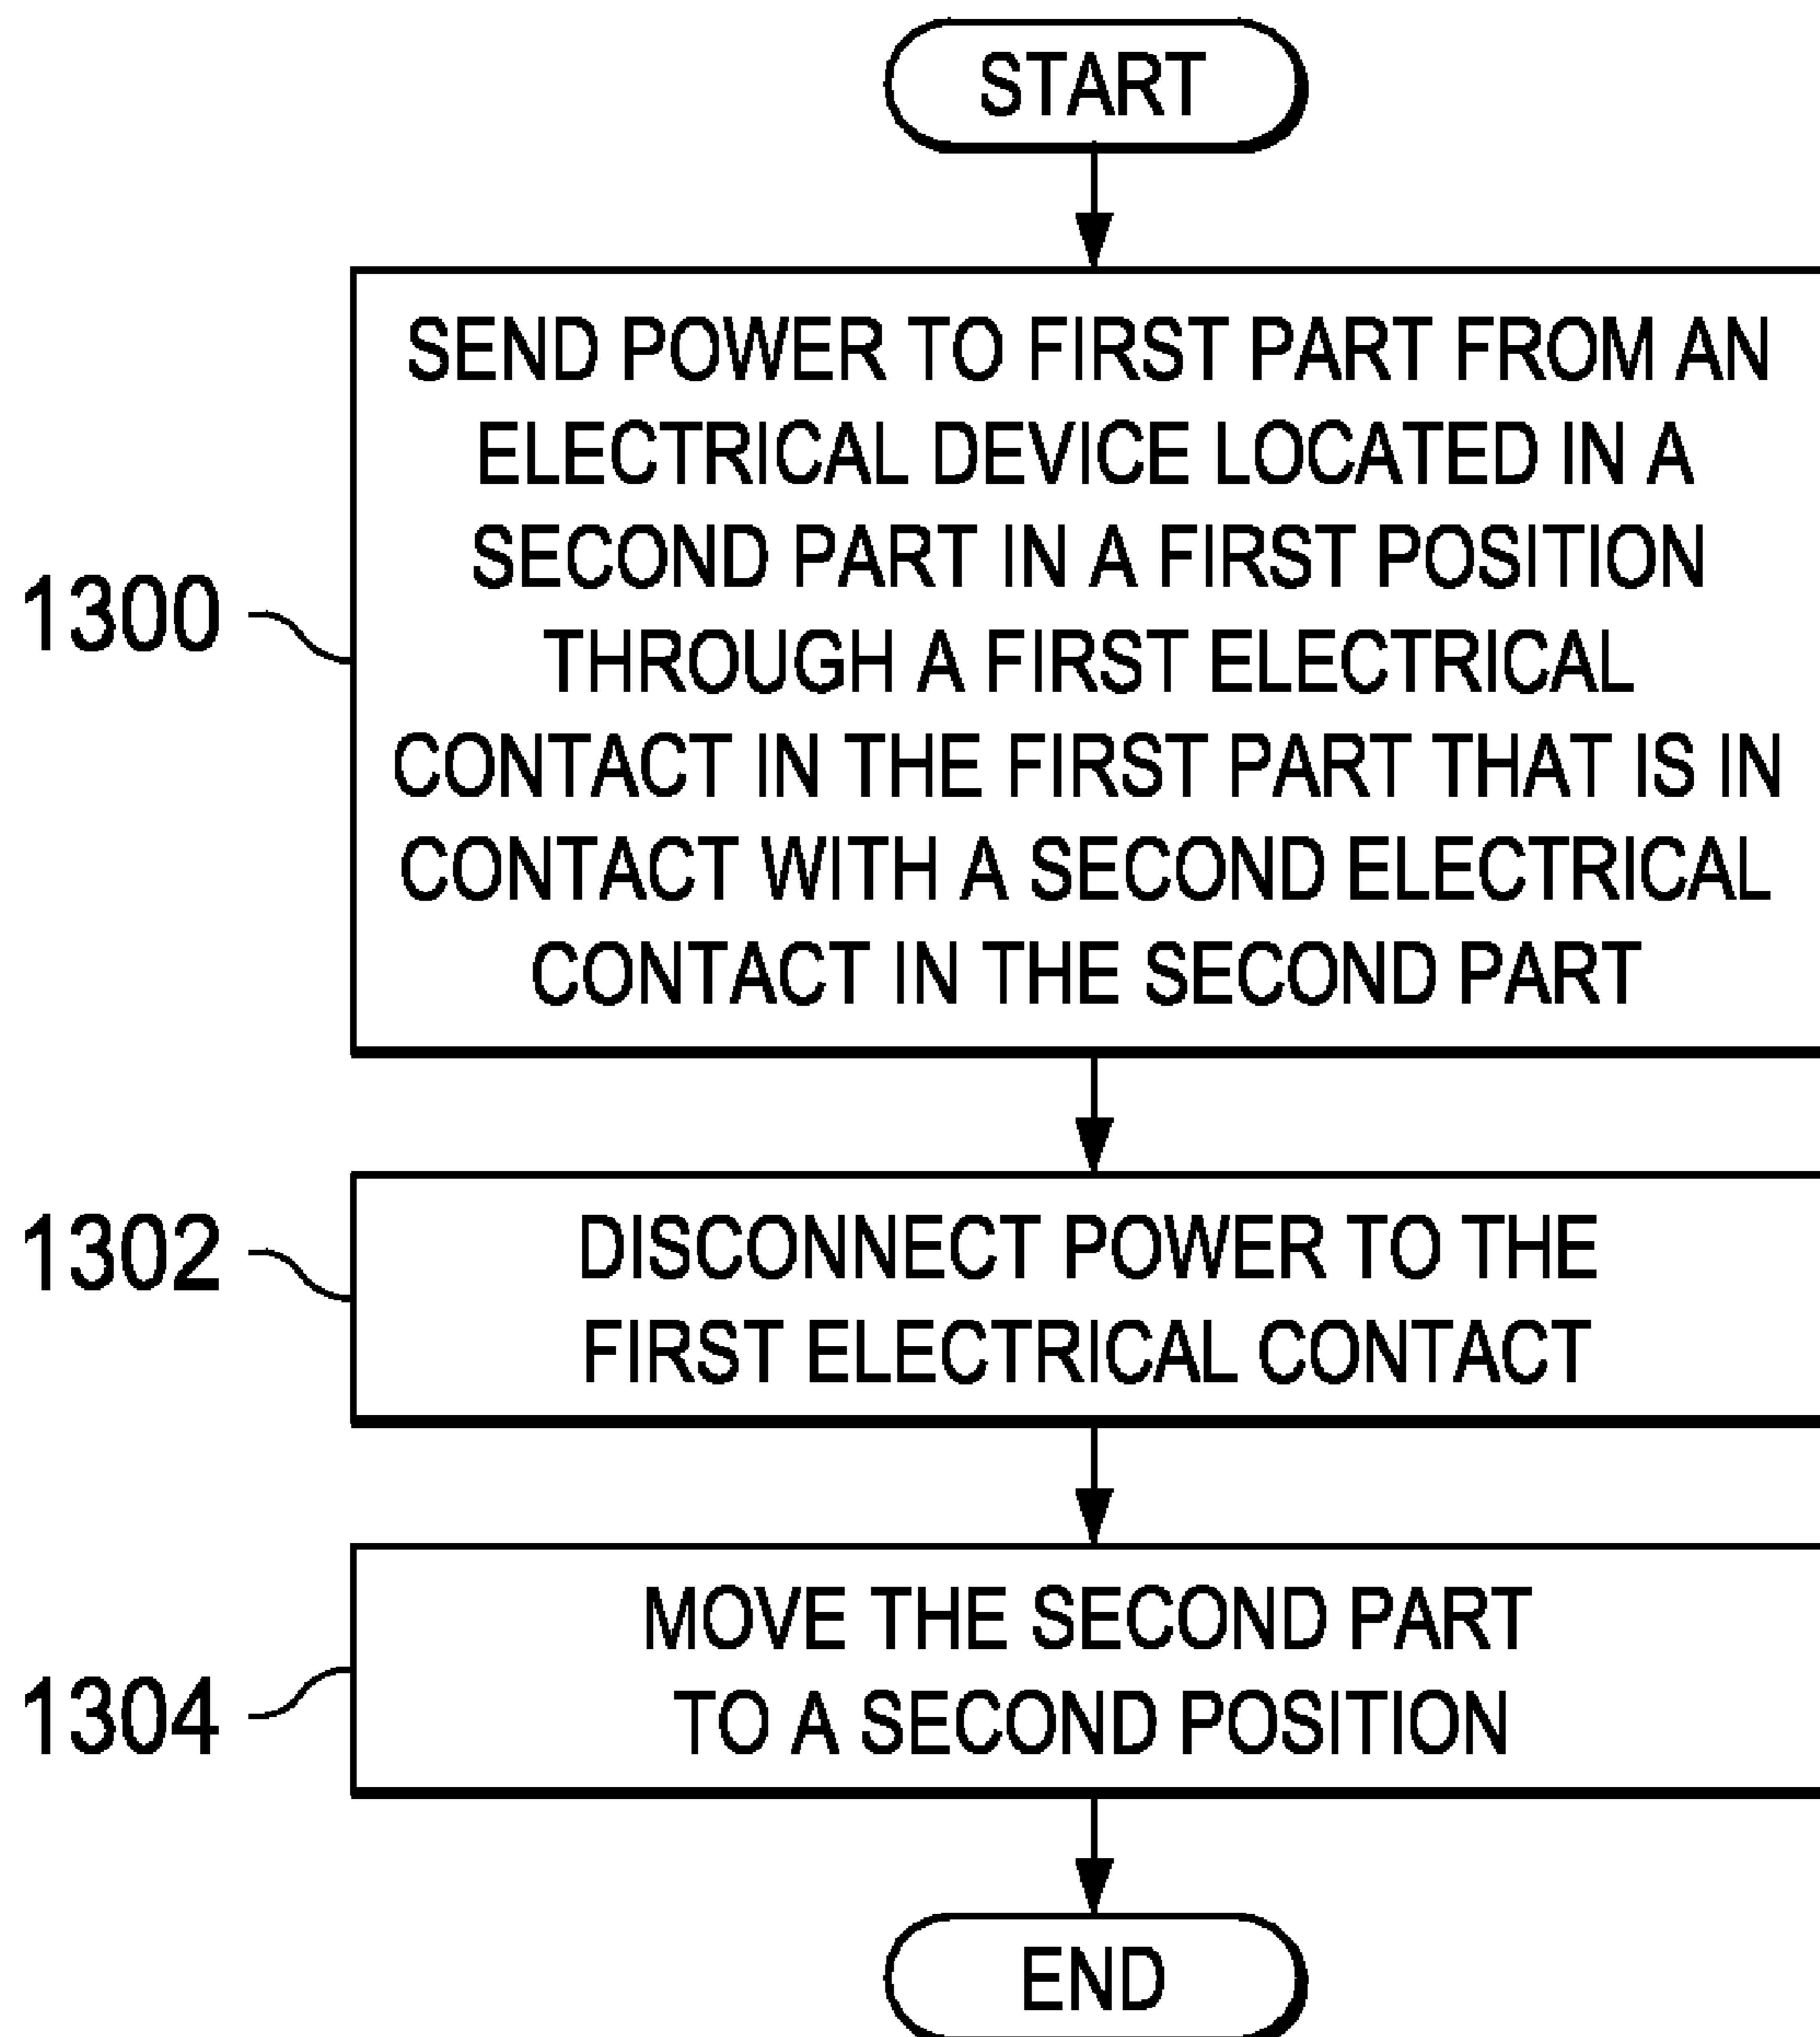 START
SEND POWER TO FIRST PART FROM AN
ELECTRICAL DEVICE LOCATED IN A
SECOND PART IN A FIRST POSITION
THROUGH A FIRST ELECTRICAL
CONTACT IN THE FIRST PART THAT IS IN
CONTACT WITH A SECOND ELECTRICAL
CONTACT IN THE SECOND PART
1300
DISCONNECT POWER TO THE
FIRST ELECTRICAL CONTACT
1302
MOVE THE SECOND PART
TO A SECOND POSITION
1304
END